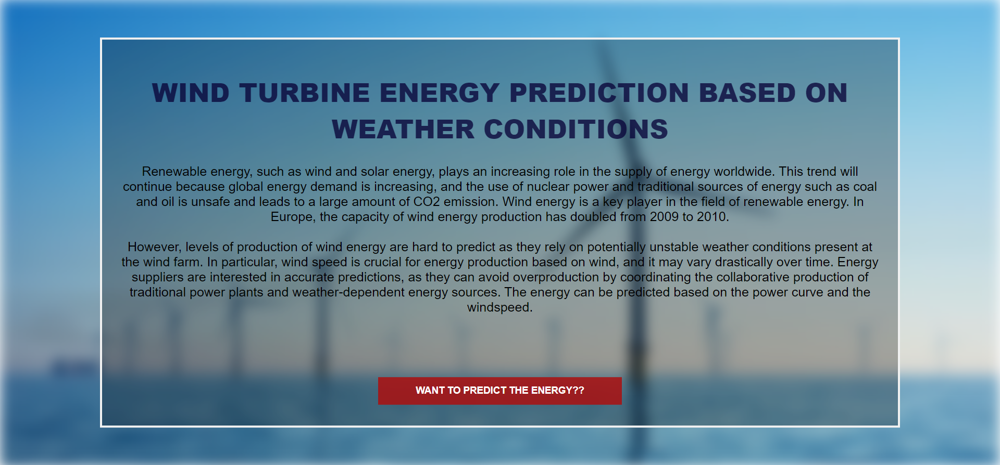 WIND TURBINE ENERGY PREDICTION BASED ON
WEATHER CONDITIONS
Renewable energy, such as wind and solar energy, plays an increasing role in the supply of energy worldwide. This trend will
continue because global energy demand is increasing, and the use of nuclear power and traditional sources of energy such as coal
and oil is unsafe and leads to a large amount of CO2 emission. Wind energy is a key player in the field of renewable energy. In
Europe, the capacity of wind energy production has doubled from 2009 to 2010.
However, levels of production of wind energy are hard to predict as they rely on potentially unstable weather conditions present at
the wind farm. In particular, wind speed is crucial for energy production based on wind, and it may vary drastically over time. Energy
suppliers are interested in accurate predictions, as they can avoid overproduction by coordinating the collaborative production of
traditional power plants and weather-dependent energy sources. The energy can be predicted based on the power curve and the
windspeed.
WANT TO PREDICT THE ENERGY??